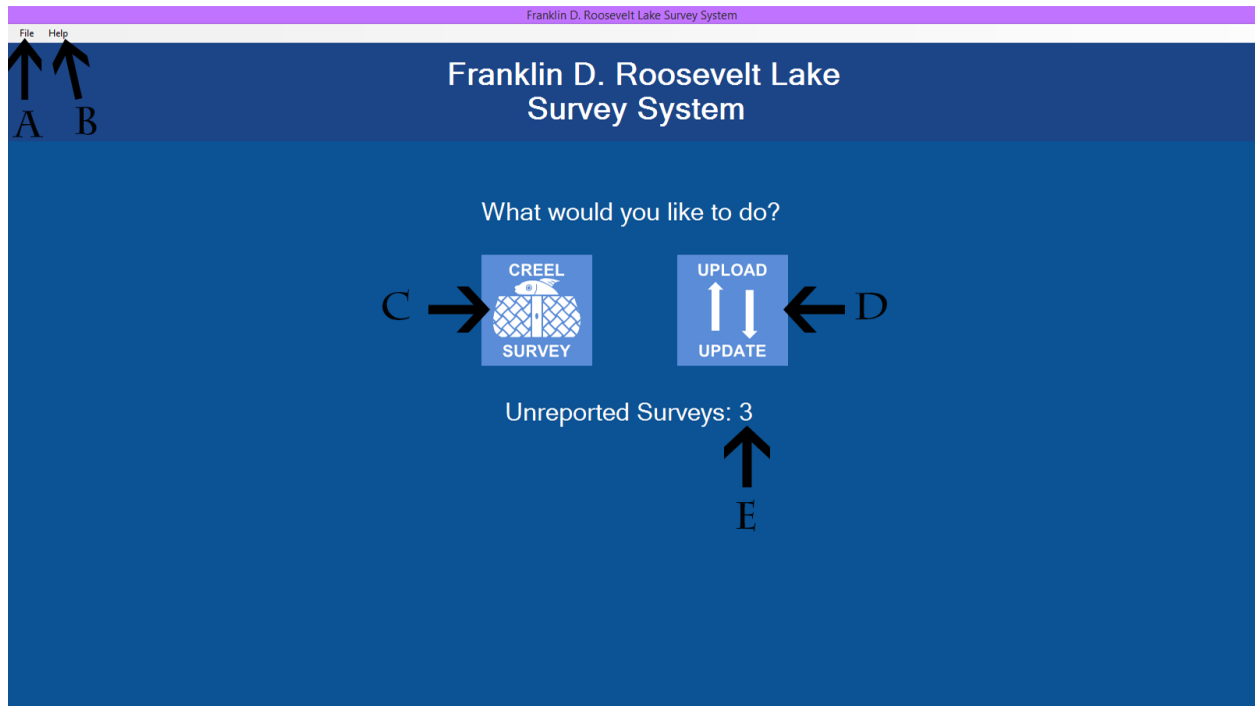 Franklin D. Roosevelt Lake Survey System
File Help
Franklin D. Roosevelt Lake
Survey System
A B
What would you like to do?
CREEL
SURVEY
UPLOAD
UPDATE
C
D
Unreported Surveys: 3
E